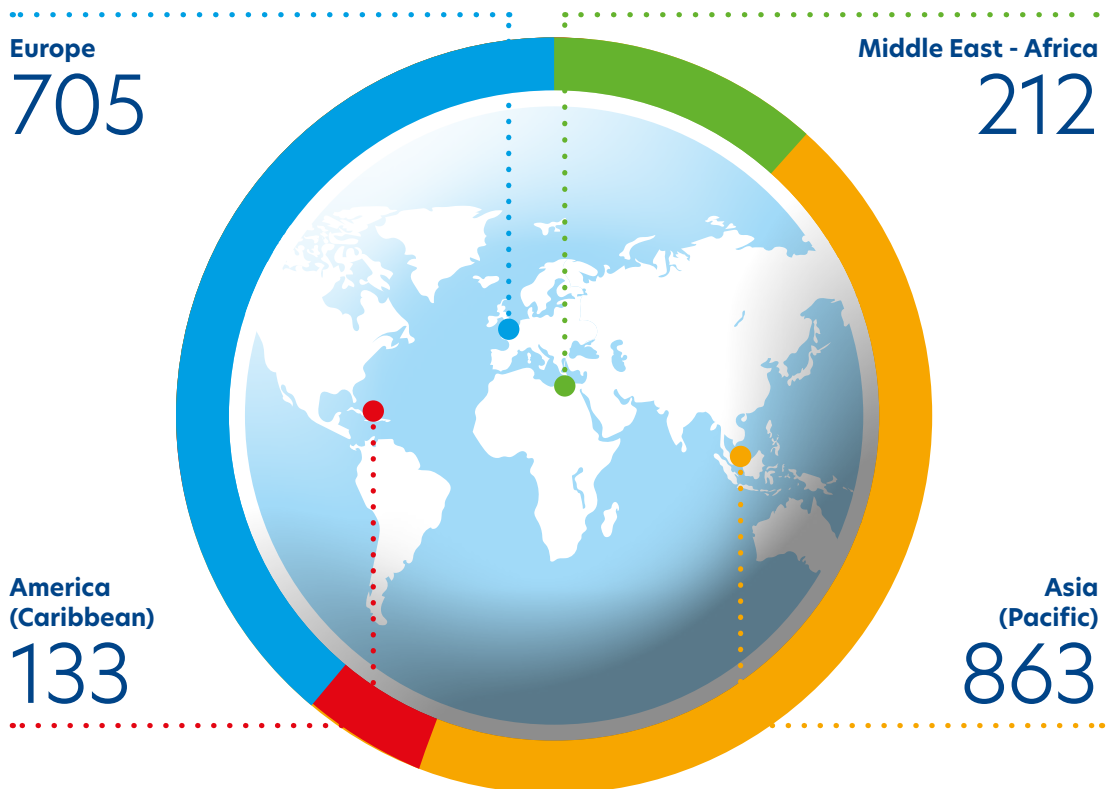 Europe
705
Middle East - Africa
212
America
(Caribbean)
133
Asia
(Pacific)
863